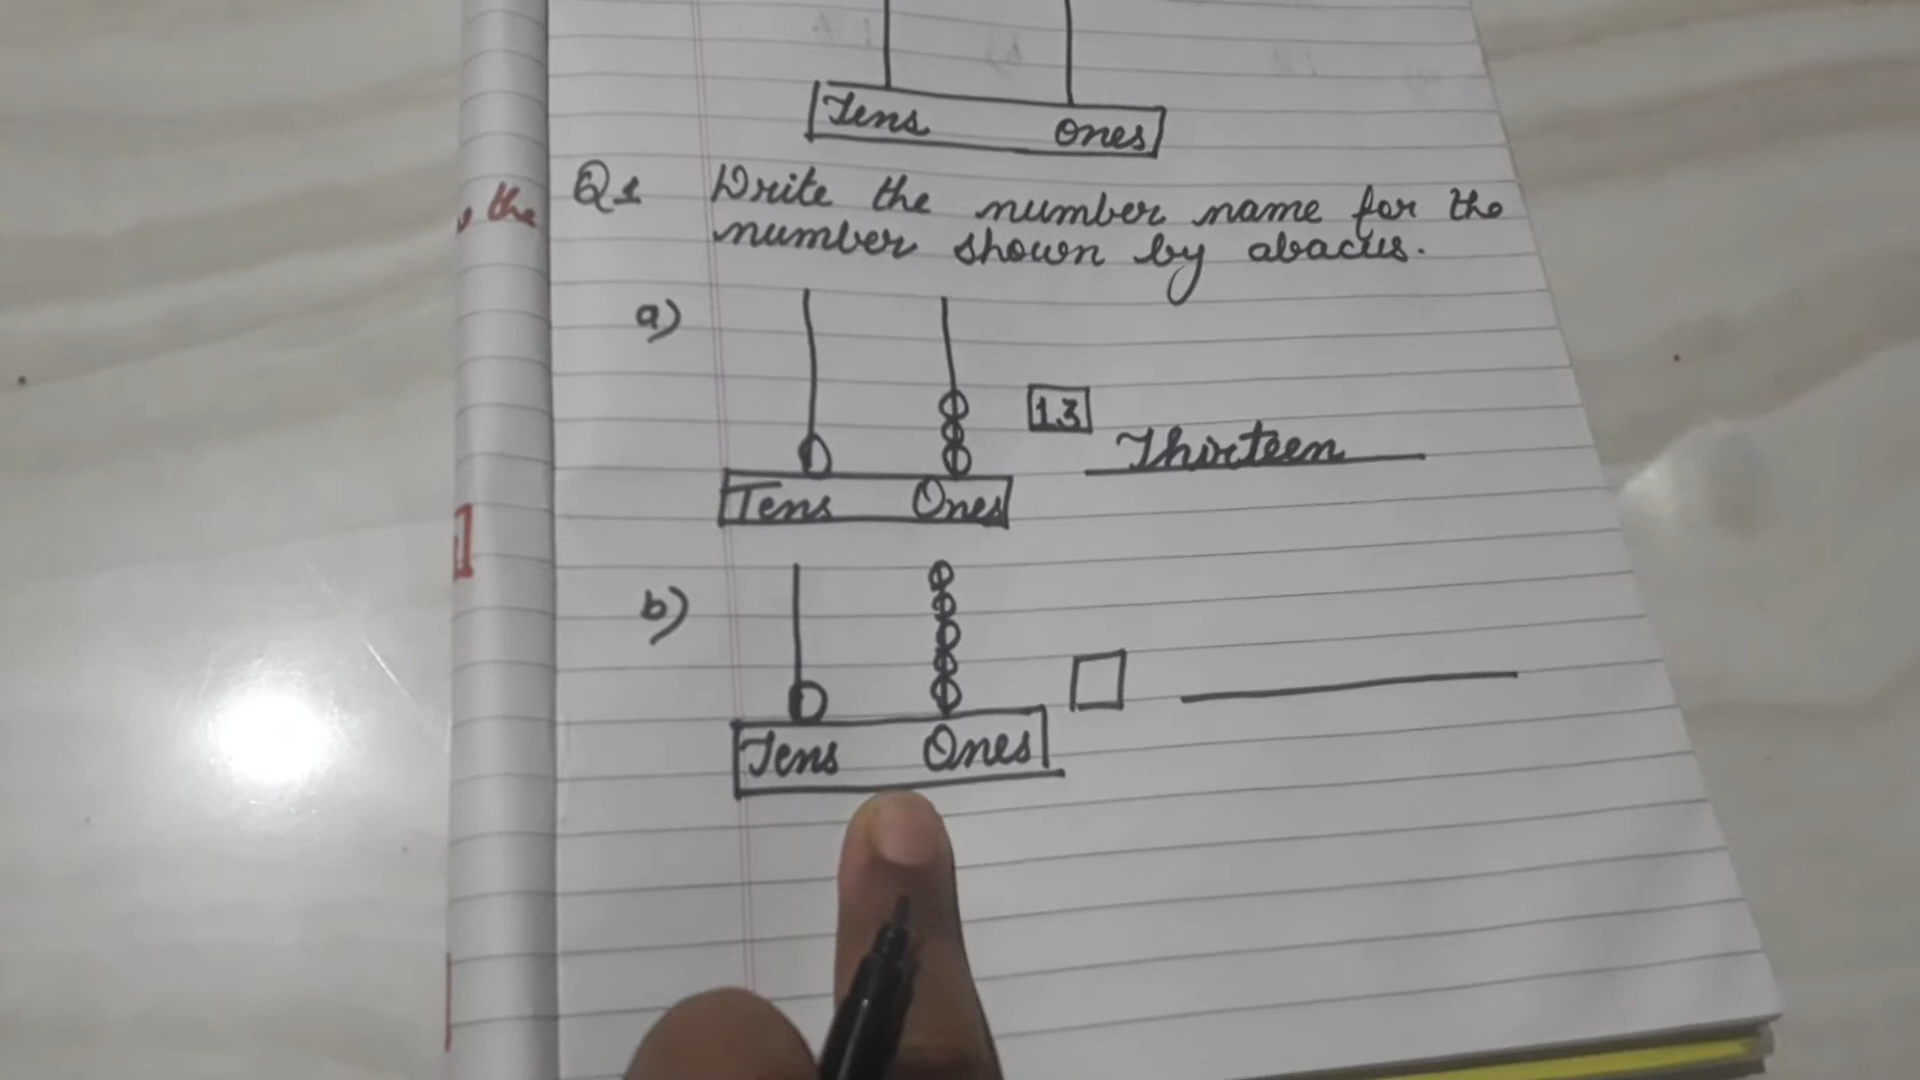 Tens Ones
Q1 Write the number name for the
the
number shown by abacus.
a)
13
Thirteen
Tens Ones
b)
Tens Ones